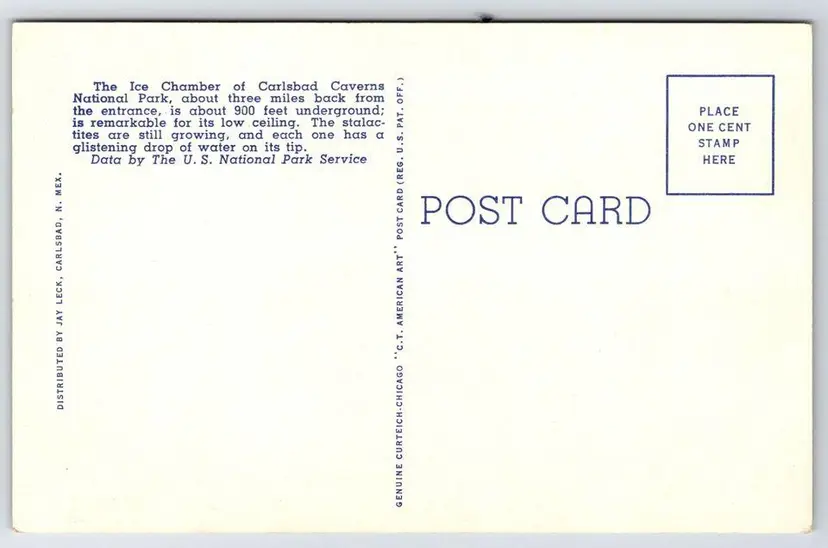 The Ice Chamber of Carlsbad Caverns
National Park, about three miles back from
the entrance, is about 900 feet underground;
is remarkable for its low ceiling. The stalac-
tites are still growing, and each one has a
glistening drop of water on its tip.
Data by The U. S. National Park Service
DISTRIBUTED BY JAY LECK, CARLSBAD, N. MEX.
GENUINE CURTEICH-CHICAGO "C.T. AMERICAN ART" POST CARD (REG. U.S. PAT. OFF.)
POST CARD
PLACE
ONE CENT
STAMP
HERE